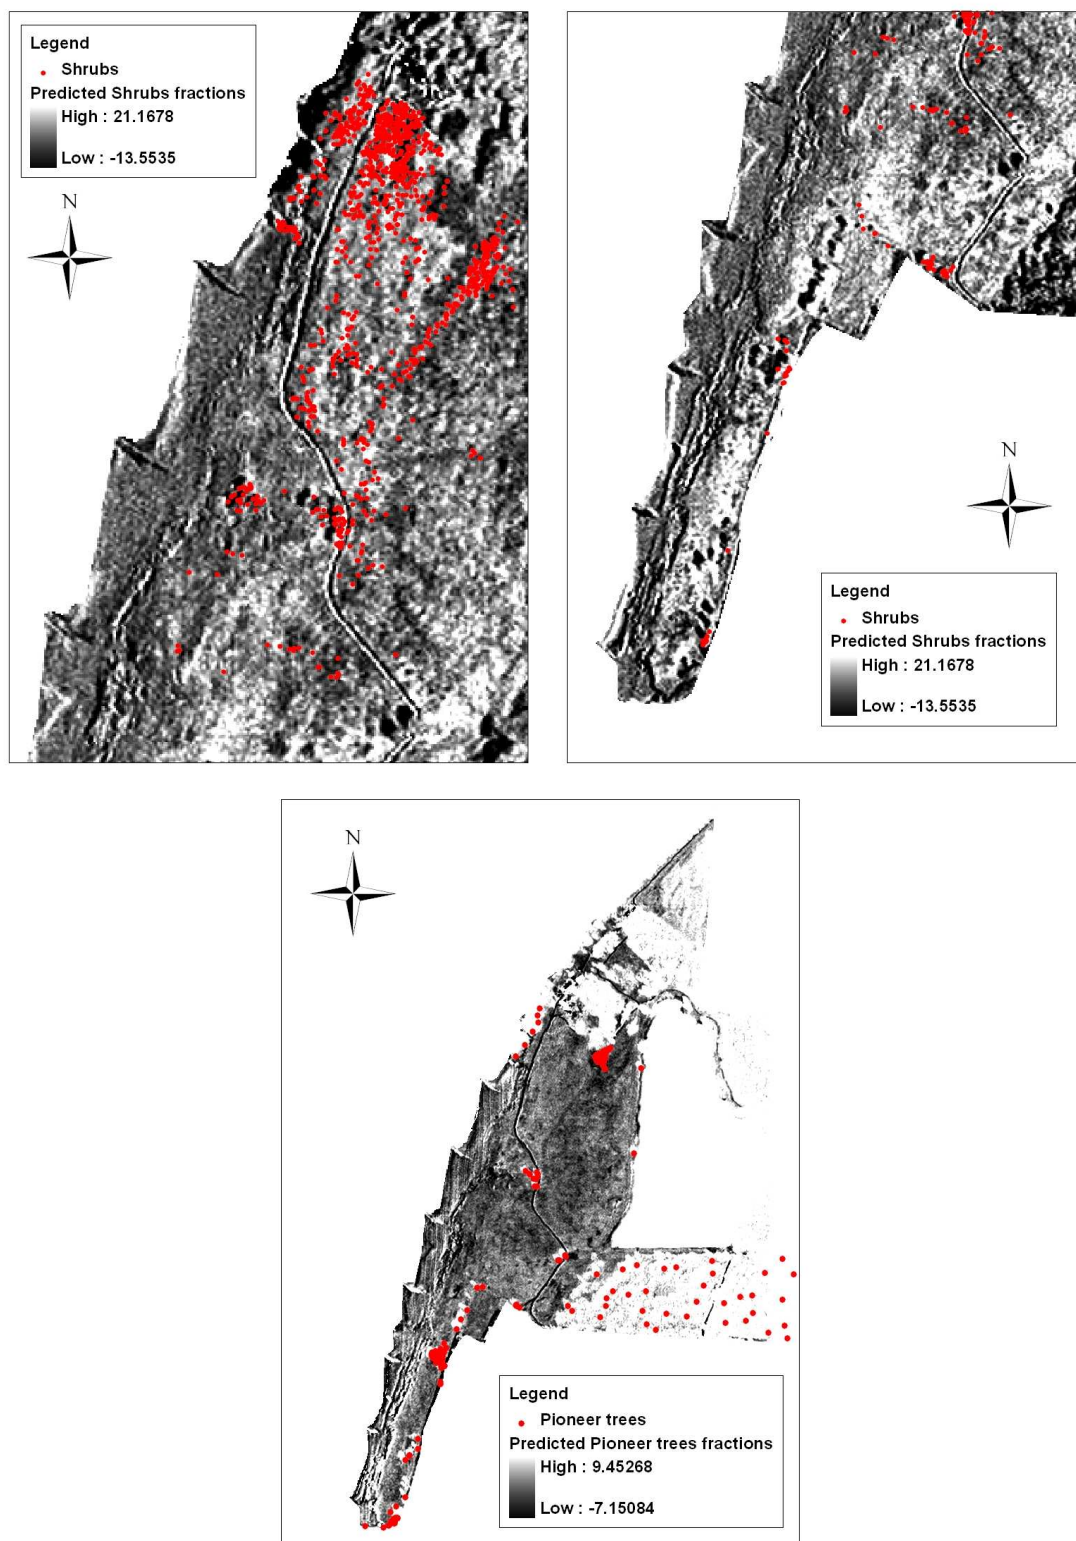 Legend
Shrubs
Predicted Shrubs fractions
High : 21.1678
Low : -13.5535
N
N
Legend
Shrubs
Predicted Shrubs fractions
High : 21.1678
Low : -13.5535
N
Legend
Pioneer trees
Predicted Pioneer trees fractions
High : 9.45268
Low : -7.15084